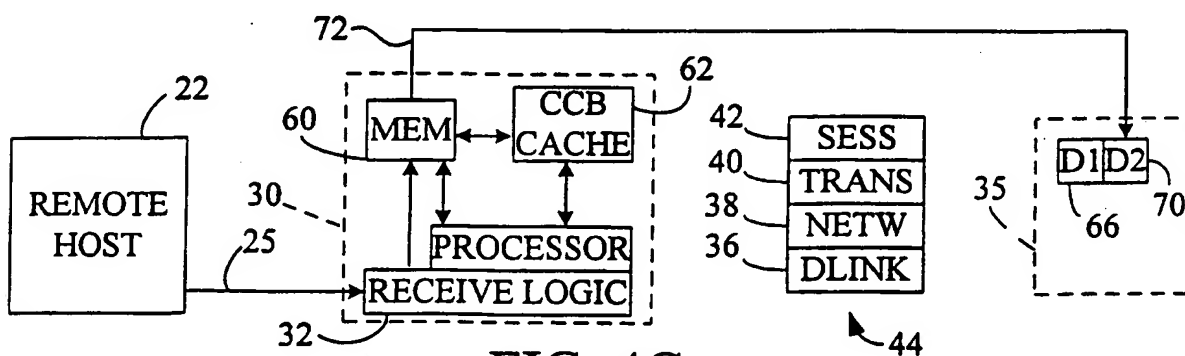 72
22
62
60
MEM
CCB
CACHE
42
SESS
40
TRANS
38
NETW
36
DLINK
44
D1
D2
35
66
70
REMOTE
HOST
30
25
PROCESSOR
RECEIVE LOGIC
32